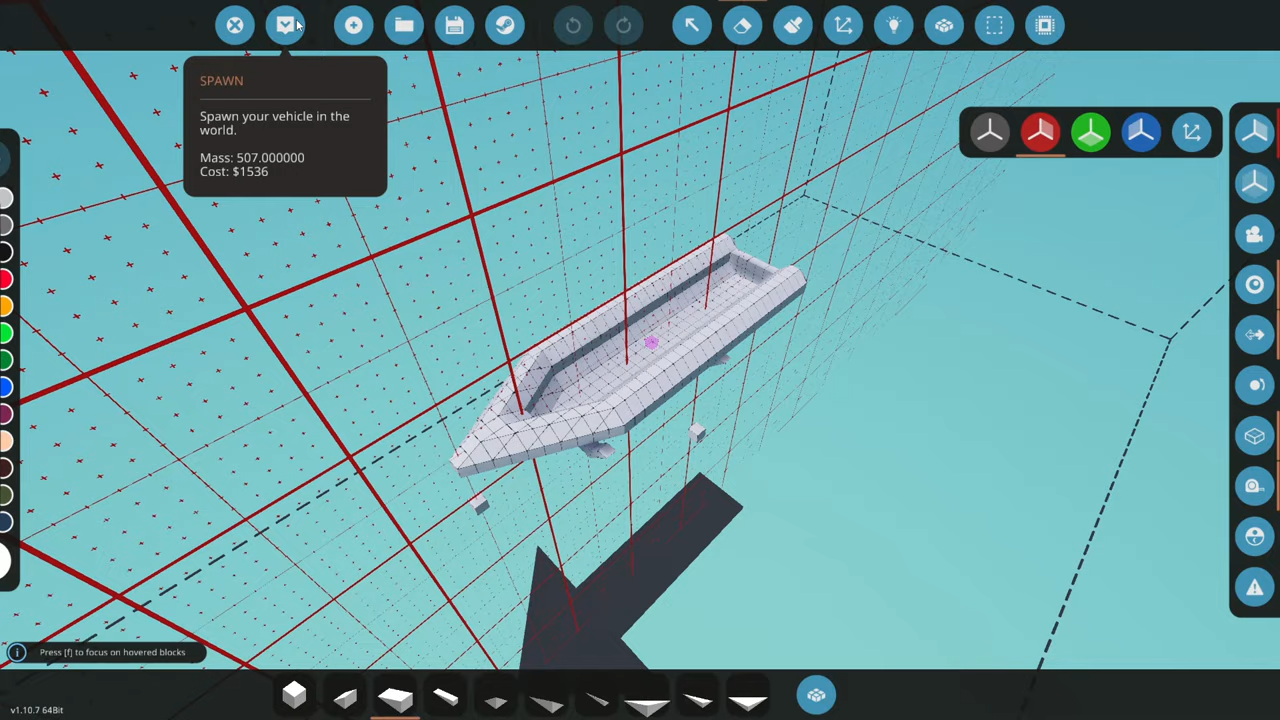 SPAWN
Spawn your vehicle in the
world.
Mass: 507.000000
Cost: $1536
Press [f] to focus on hovered blocks
v1.10.7 64Bit